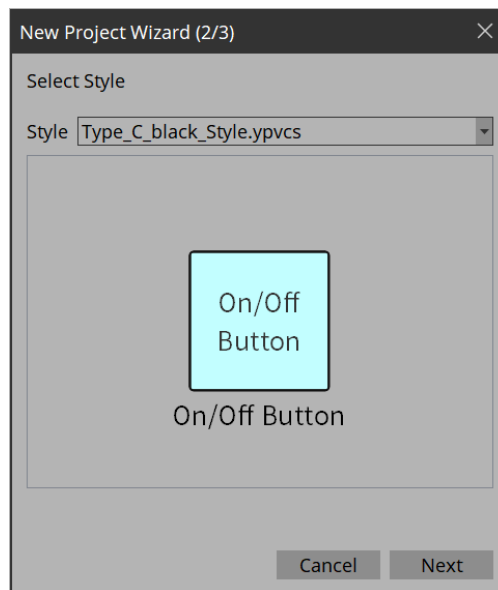 New Project Wizard (2/3)
Select Style
Style Type_C_black_Style.ypvcs
On/Off
Button
On/Off Button
Cancel Next